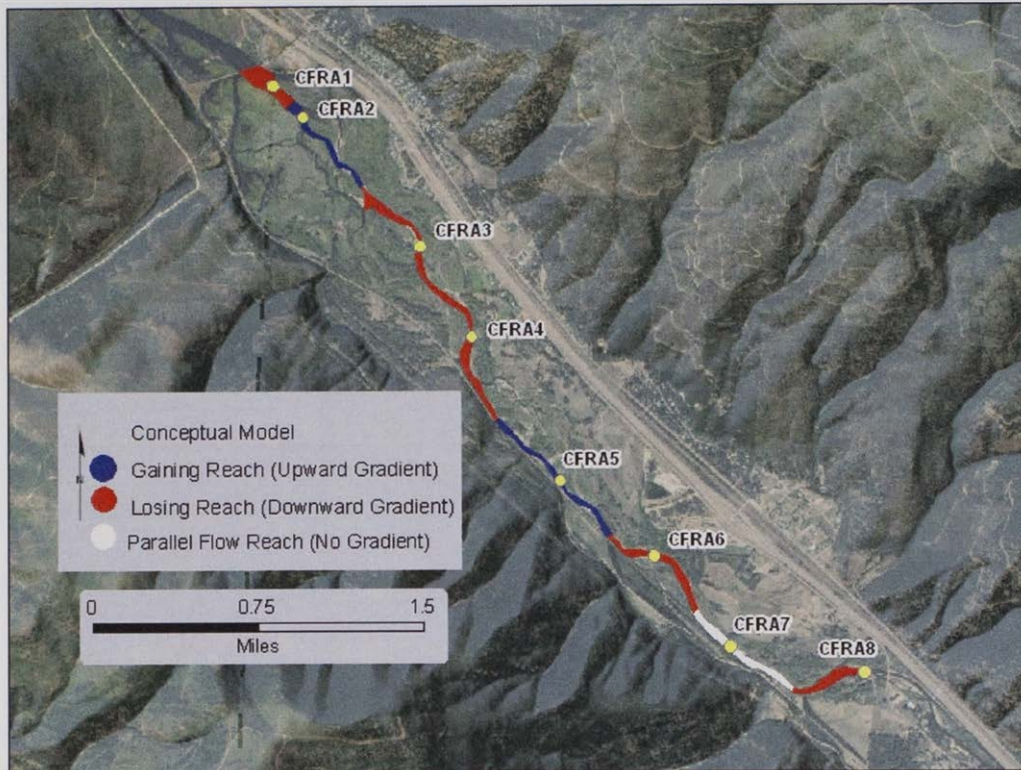 CFRA1
CFRA2
CFRA3
CFRA4
CFRA5
CFRA6
CFRA7
CFRA8
Conceptual Model
Gaining Reach (Upward Gradient)
Losing Reach (Downward Gradient)
Parallel Flow Reach (No Gradient)
0 0.75 1.5
Miles